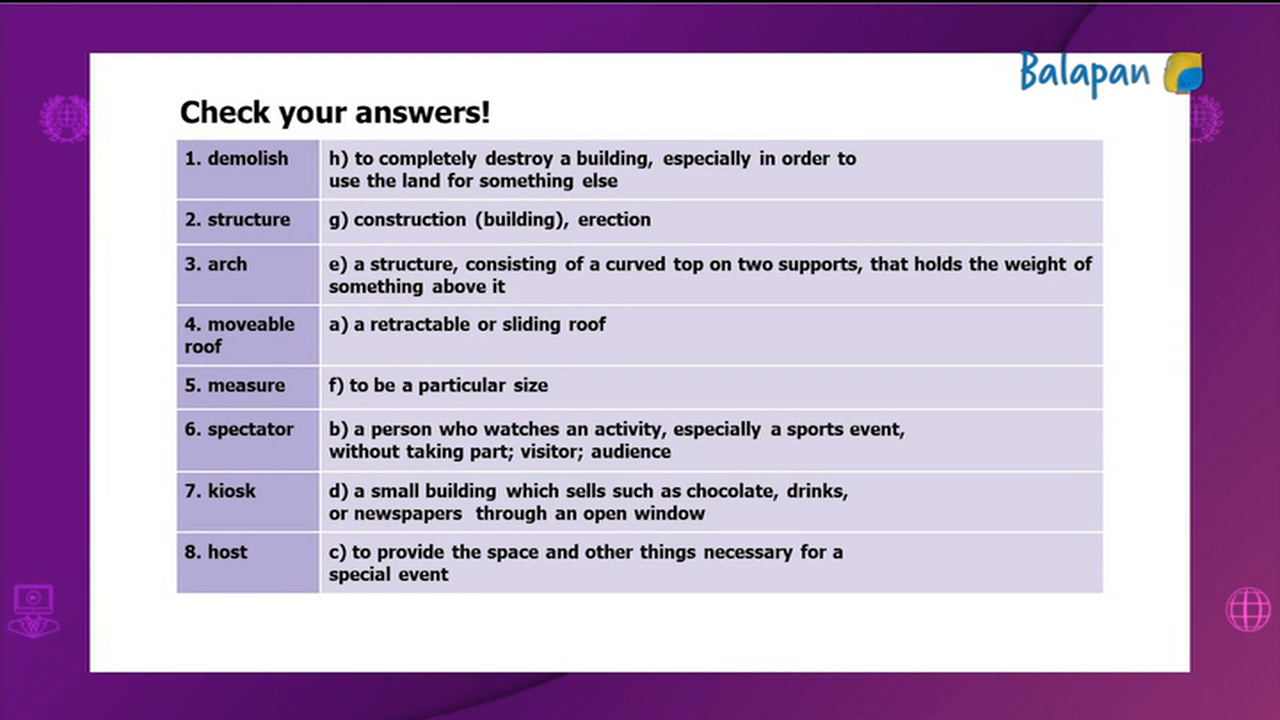 Balapan
Check your answers!
1. demolish
h) to completely destroy a building, especially in order to
use the land for something else
2. structure
g) construction (building), erection
3. arch
e) a structure, consisting of a curved top on two supports, that holds the weight of
something above it
4. moveable
roof
a) a retractable or sliding roof
5. measure
f) to be a particular size
6. spectator
b) a person who watches an activity, especially a sports event,
without taking part; visitor; audience
7. kiosk
d) a small building which sells such as chocolate, drinks,
or newspapers through an open window
8. host
c) to provide the space and other things necessary for a
special event